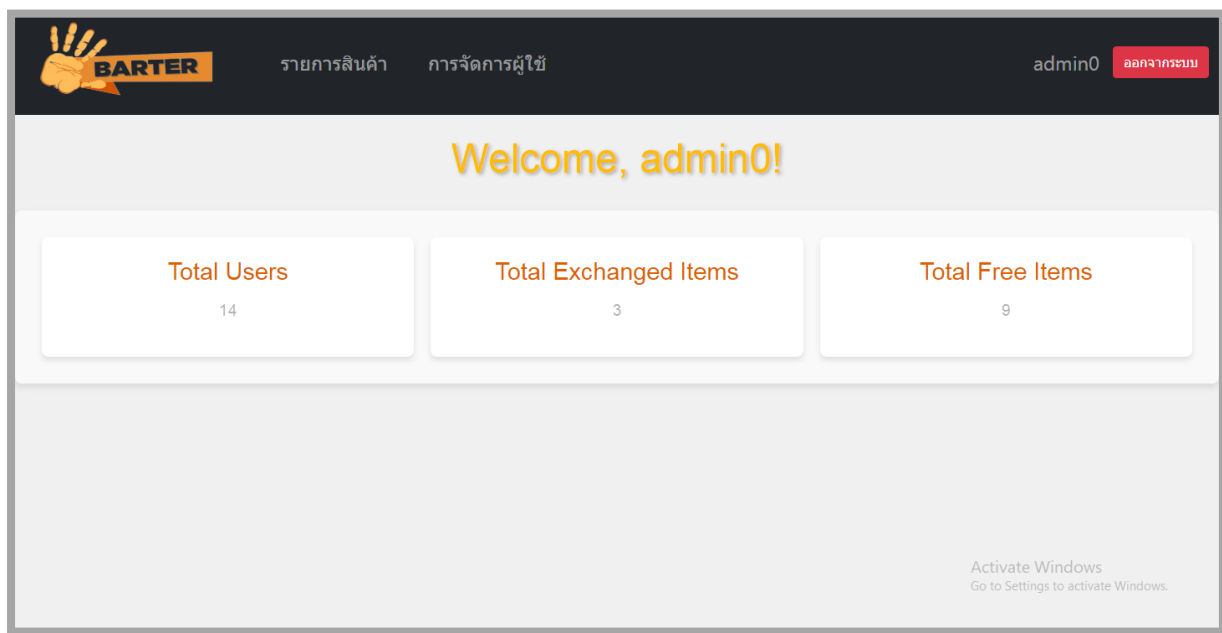 BARTER
รายการสินค้า การจัดการผู้ใช้ admin0 ออกจากระบบ
Welcome, admin0!
Total Users
14
Total Exchanged Items
3
Total Free Items
9
Activate Windows
Go to Settings to activate Windows.